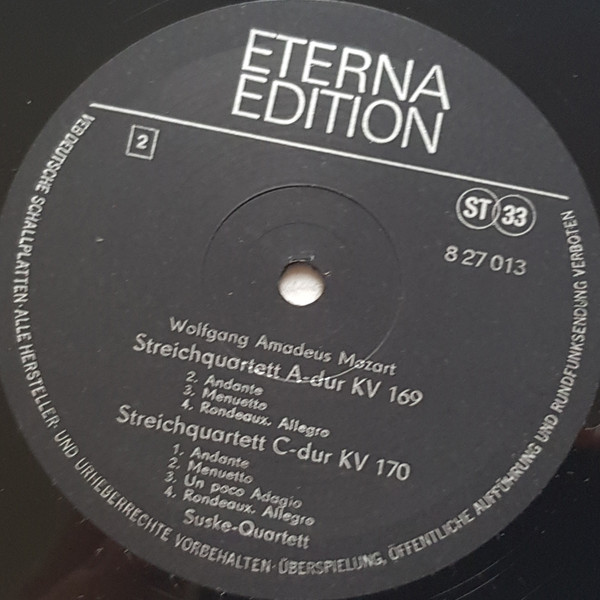 ETERNA
EDITION
2
ST 33
8 27 013
Wolfgang Amadeus Mozart
Streichquartett A-dur KV 169
2. Andante
3. Menuetto
4. Rondeaux. Allegro
Streichquartett C-dur KV 170
1. Andante
2. Menuetto
3. Un poco Adagio
4. Rondeaux. Allegro
Suske-Quartett
VEB DEUTSCHE SCHALLPLATTEN · ALLE HERSTELLER- UND URHEBERRECHTE VORBEHALTEN · ÜBERSPIELUNG, ÖFFENTLICHE AUFFÜHRUNG UND RUNDFUNKSENDUNG VERBOTEN